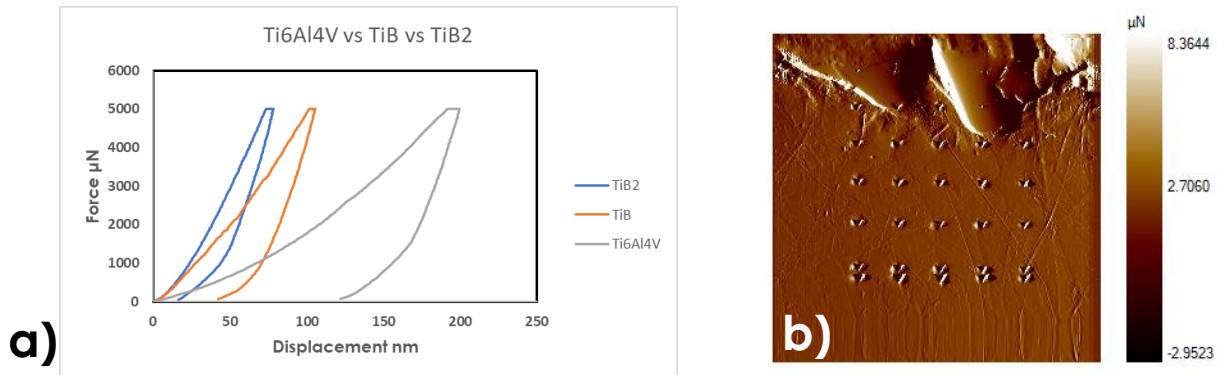 Ti6Al4V vs TiB vs TiB2
6000
5000
4000
3000
2000
1000
0
Force µN
0 50 100 150 200 250
Displacement nm
TiB2
TiB
Ti6Al4V
a)
µN
8.3644
2.7060
-2.9523
b)